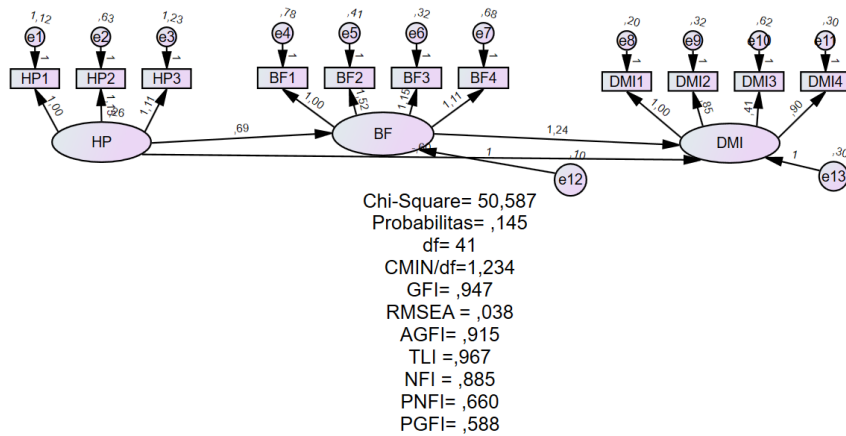 1,12 ,63 1,23 ,78 ,41 ,32 ,68 ,20 ,32 ,62 ,30
e1 e2 e3 e4 e5 e6 e7 e8 e9 e10 e11
1 1 1 1 1 1 1 1 1 1 1
HP1 HP2 HP3 BF1 BF2 BF3 BF4 DMI1 DMI2 DMI3 DMI4
1,00 1,11 1,00 1,52 1,15 1,11 1,00 ,85 ,41 ,90
,26
HP ,69 BF 1,24 DMI
1 ,10 1 ,30
e12 e13
Chi-Square= 50,587
Probabilitas= ,145
df= 41
CMIN/df=1,234
GFI= ,947
RMSEA = ,038
AGFI= ,915
TLI =,967
NFI= ,885
PNFI= ,660
PGFI= ,588